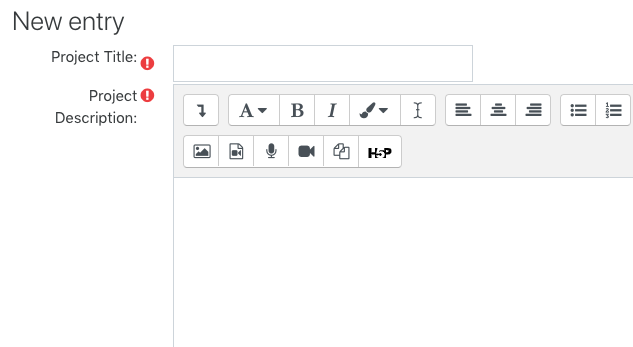 New entry
Project Title:
Project
Description:
A B I
H5P